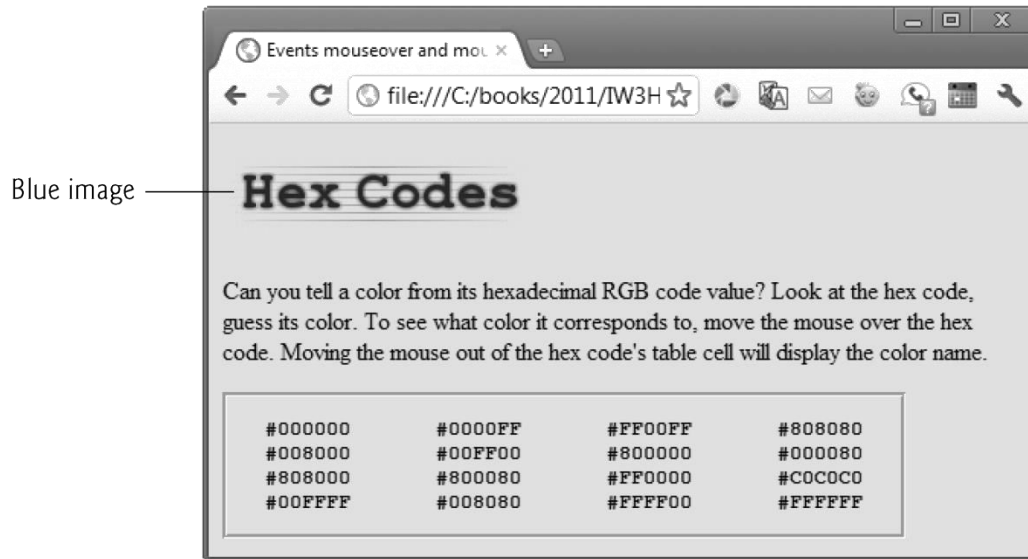 Events mouseover and mou
file:///C:/books/2011/IW3H
Blue image
Hex Codes
Can you tell a color from its hexadecimal RGB code value? Look at the hex code,
guess its color. To see what color it corresponds to, move the mouse over the hex
code. Moving the mouse out of the hex code's table cell will display the color name.
#000000 #0000FF #FF00FF #808080
#008000 #00FF00 #800000 #000080
#808000 #800080 #FF0000 #C0C0C0
#00FFFF #008080 #FFFF00 #FFFFFF